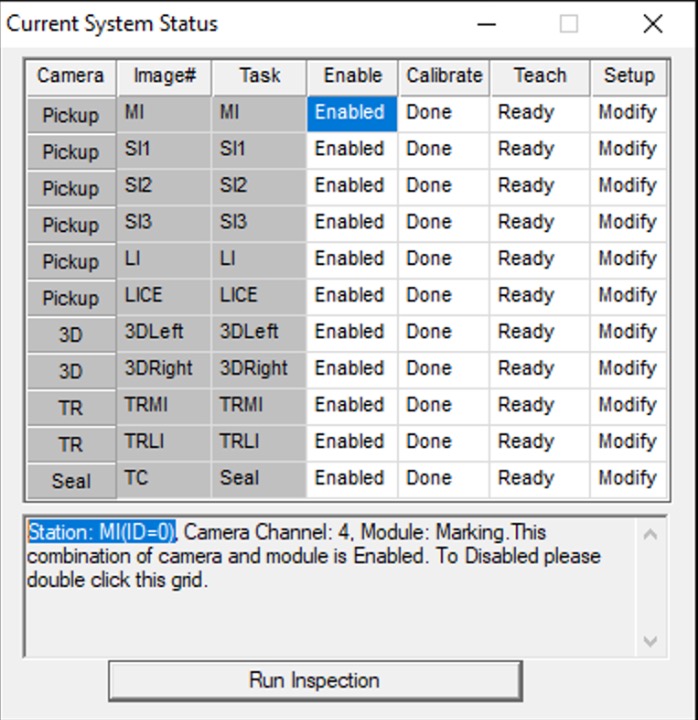 Current System Status
Camera Image# Task Enable Calibrate Teach Setup
Pickup MI MI Enabled Done Ready Modify
Pickup SI1 SI1 Enabled Done Ready Modify
Pickup SI2 SI2 Enabled Done Ready Modify
Pickup SI3 SI3 Enabled Done Ready Modify
Pickup LI LI Enabled Done Ready Modify
Pickup LICE LICE Enabled Done Ready Modify
3D 3DLeft 3DLeft Enabled Done Ready Modify
3D 3DRight 3DRight Enabled Done Ready Modify
TR TRMI TRMI Enabled Done Ready Modify
TR TRLI TRLI Enabled Done Ready Modify
Seal TC Seal Enabled Done Ready Modify
Station: MI(ID=0), Camera Channel: 4, Module: Marking.This
combination of camera and module is Enabled. To Disabled please
double click this grid.
Run Inspection